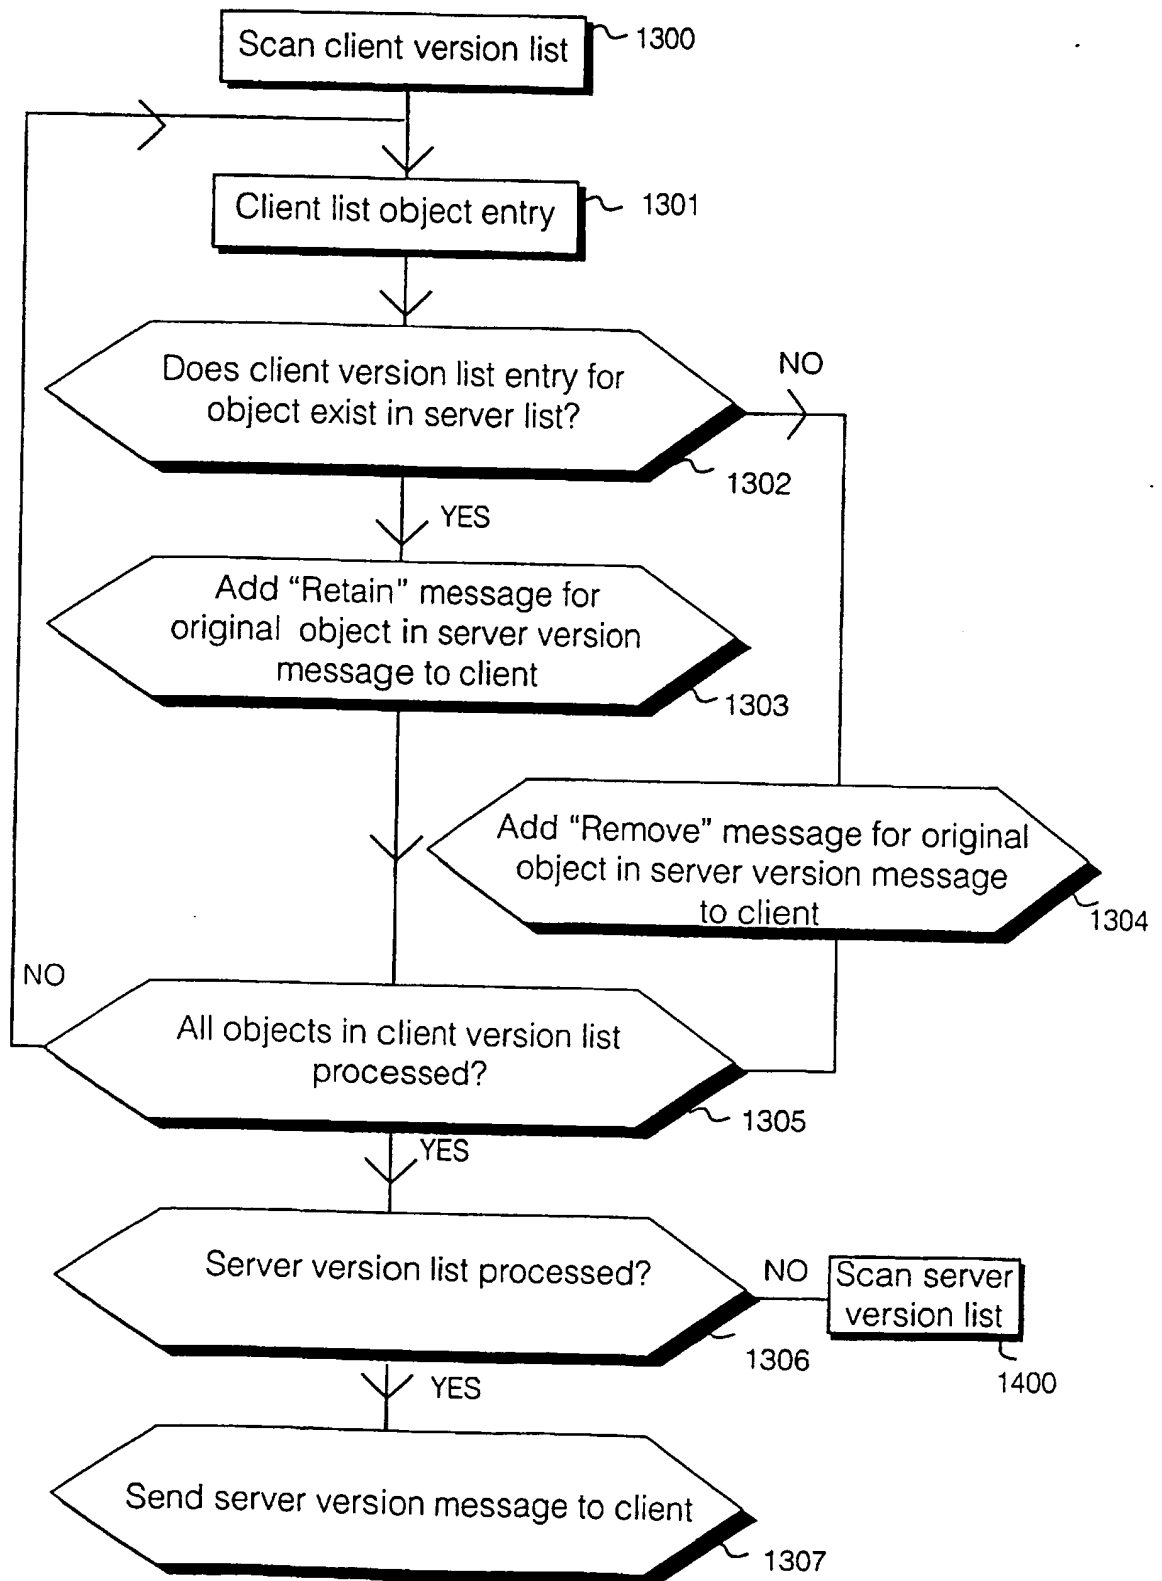 Scan client version list
1300
Client list object entry
1301
Does client version list entry for
object exist in server list?
NO
1302
YES
Add “Retain” message for
original object in server version
message to client
1303
Add “Remove” message for original
object in server version message
to client
1304
NO
All objects in client version list
processed?
1305
YES
Server version list processed?
NO
Scan server
version list
1306
1400
YES
Send server version message to client
1307